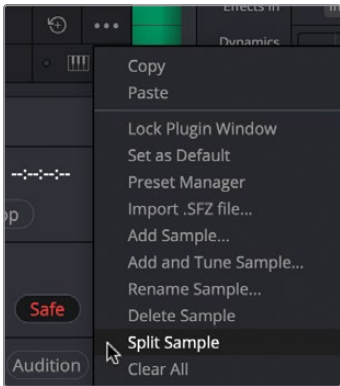 Effects In
Dynamics
Copy
Paste
Lock Plugin Window
Set as Default
Preset Manager
--:--:--:--
Import .SFZ file...
Add Sample...
Add and Tune Sample...
Rename Sample...
Safe
Delete Sample
Split Sample
Audition
Clear All